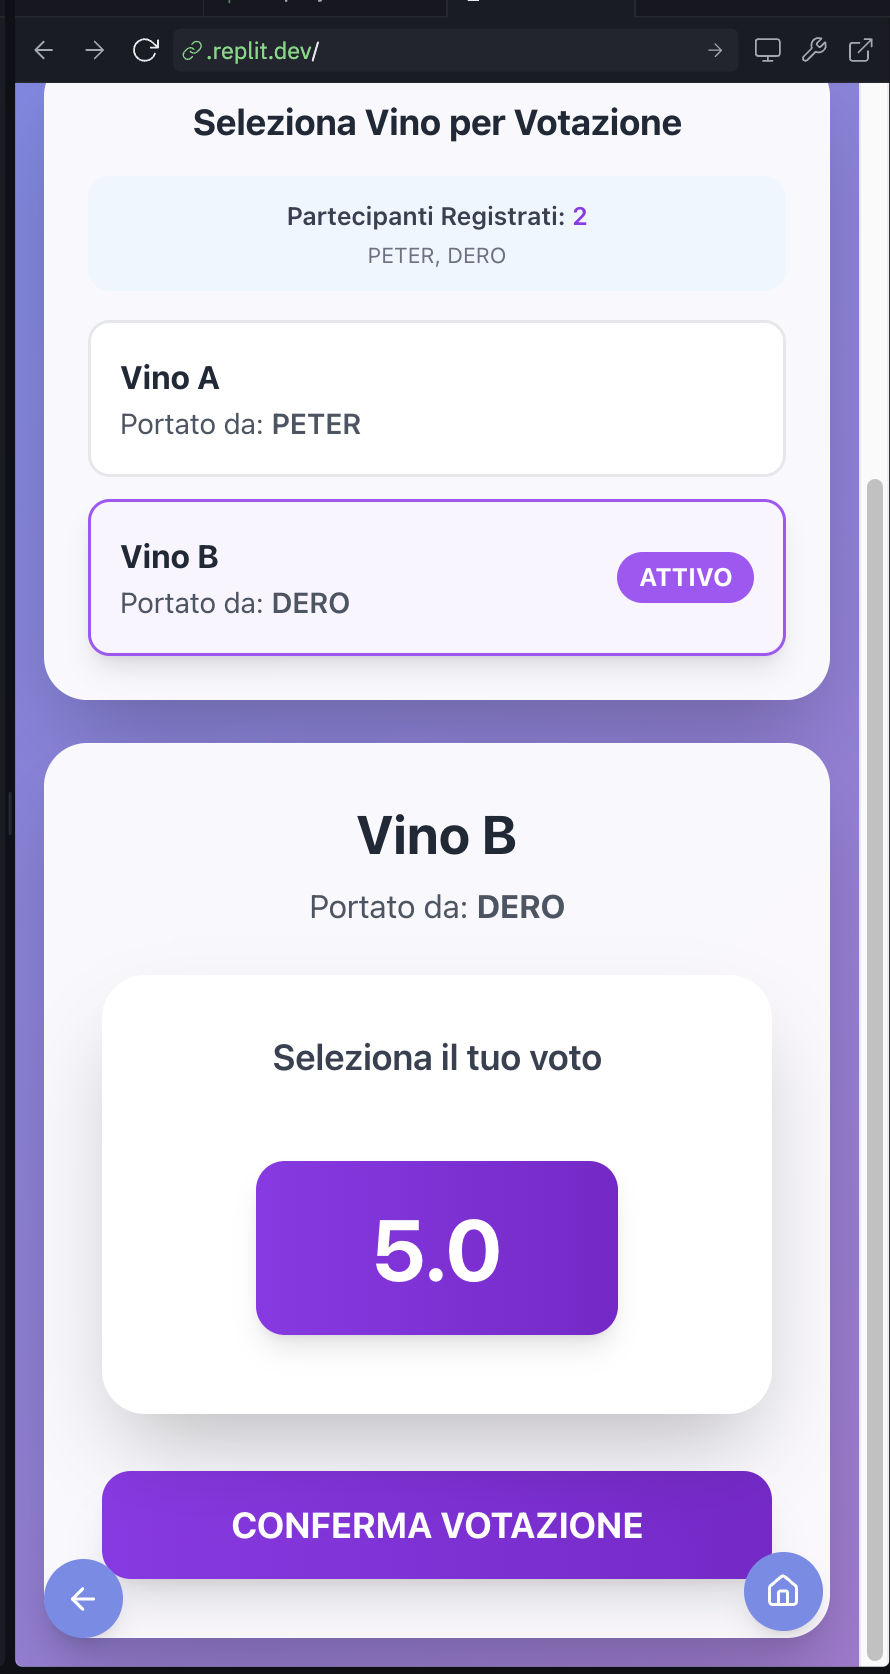 .replit.dev/
Seleziona Vino per Votazione
Partecipanti Registrati: 2
PETER, DERO
Vino A
Portato da: PETER
Vino B
Portato da: DERO
ATTIVO
Vino B
Portato da: DERO
Seleziona il tuo voto
5.0
CONFERMA VOTAZIONE